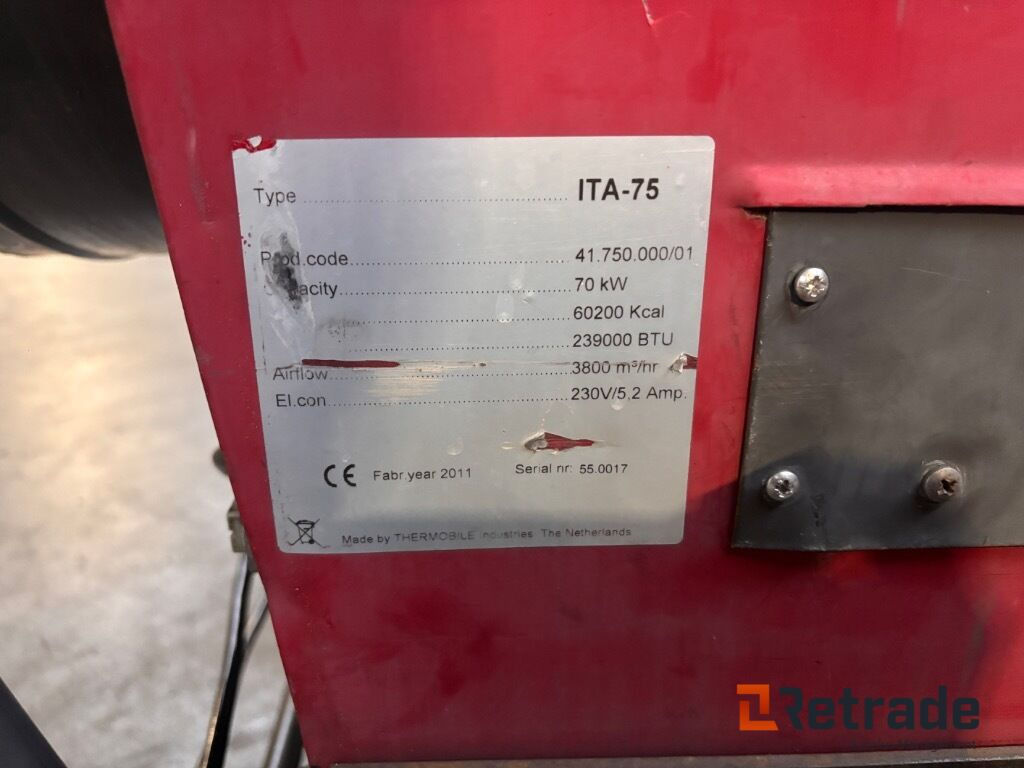 Type ITA-75
Prod.code 41.750.000/01
70 kW
60200 Kcal
239000 BTU
Airflow 3800 m³/hr
El.con 230V/5,2 Amp.
CE Fabr.year 2011 Serial nr: 55.0017
Made by THERMOBILE Industries The Netherlands
Retrade